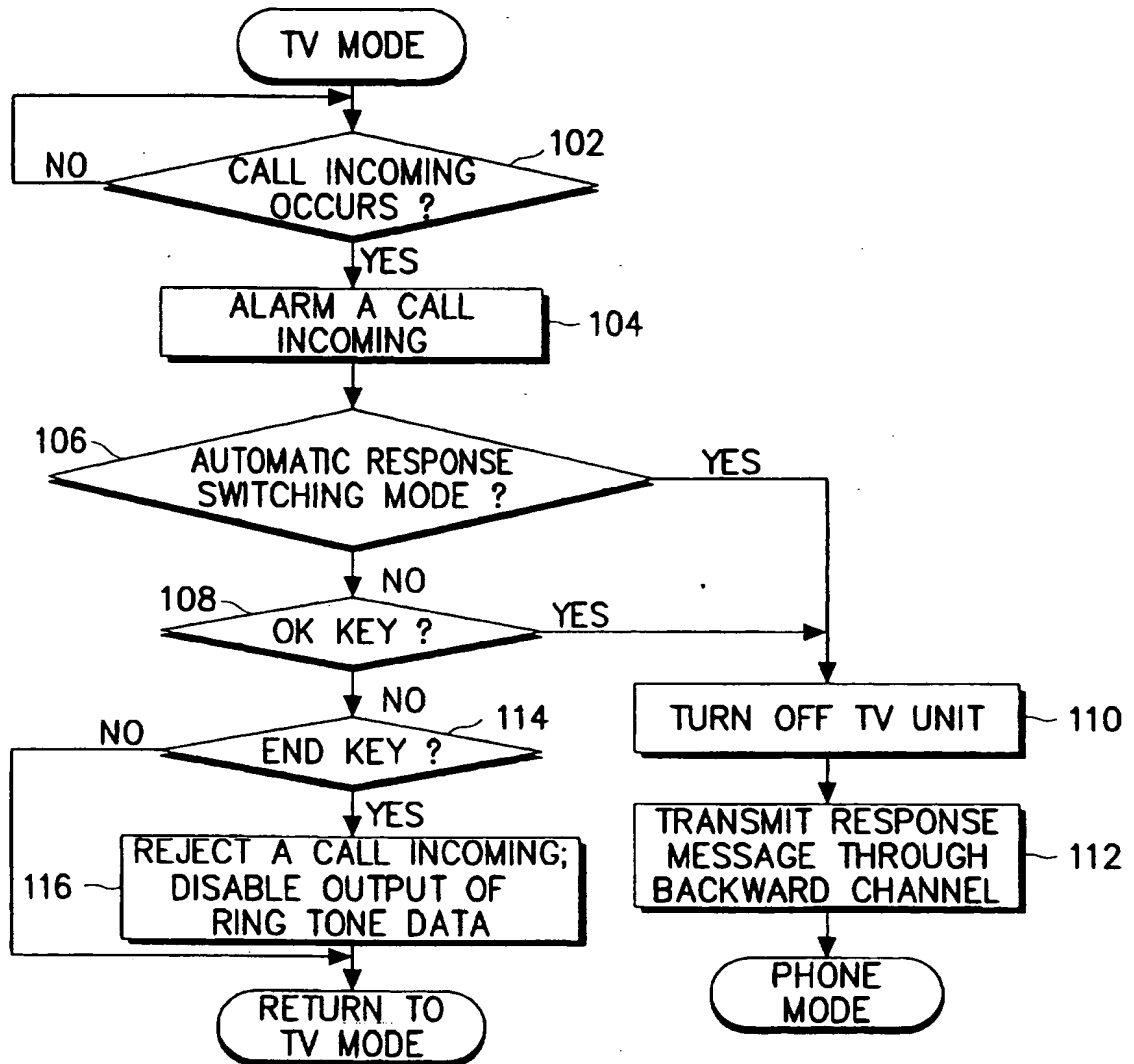 TV MODE
102
NO
CALL INCOMING
OCCURS ?
YES
ALARM A CALL
INCOMING
104
106
AUTOMATIC RESPONSE
SWITCHING MODE ?
YES
NO
108
OK KEY ?
YES
NO
114
NO
END KEY ?
YES
TURN OFF TV UNIT
110
116
REJECT A CALL INCOMING;
DISABLE OUTPUT OF
RING TONE DATA
TRANSMIT RESPONSE
MESSAGE THROUGH
BACKWARD CHANNEL
112
RETURN TO
TV MODE
PHONE
MODE